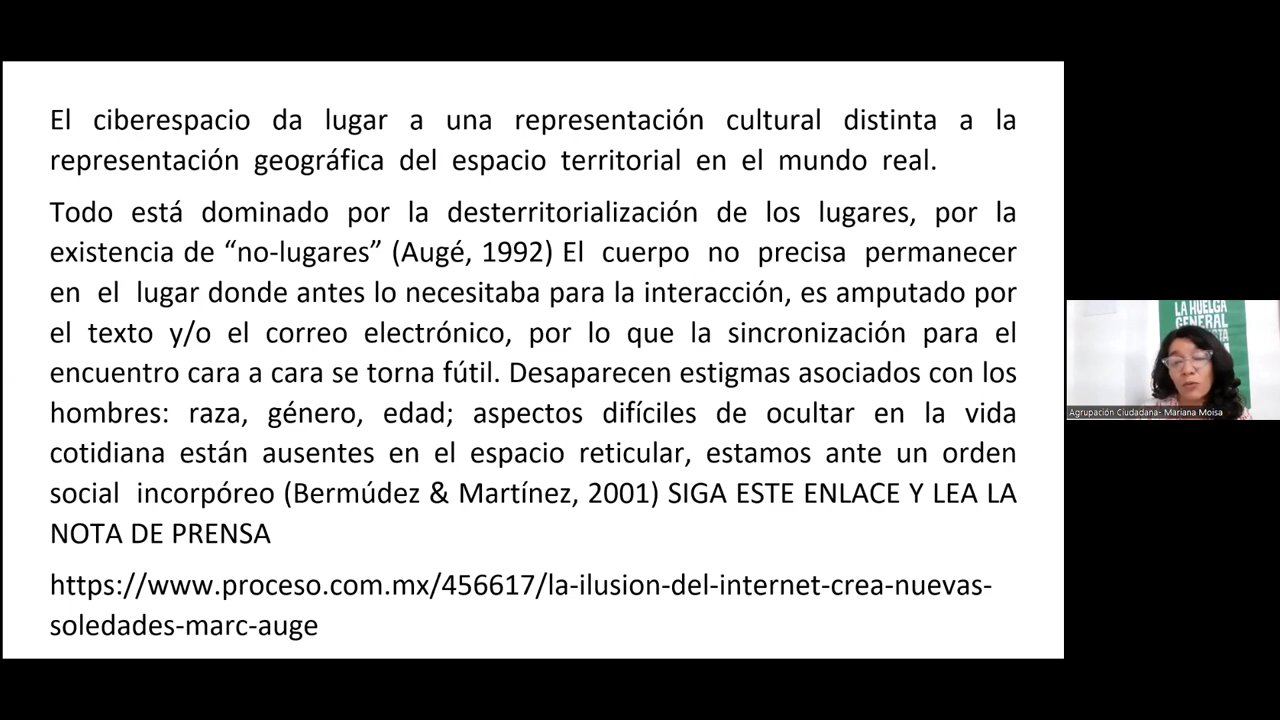 El ciberespacio da lugar a una representación cultural distinta a la
representación geográfica del espacio territorial en el mundo real.
Todo está dominado por la desterritorialización de los lugares, por la
existencia de “no-lugares” (Augé, 1992) El cuerpo no precisa permanecer
en el lugar donde antes lo necesitaba para la interacción, es amputado por
el texto y/o el correo electrónico, por lo que la sincronización para el
encuentro cara a cara se torna fútil. Desaparecen estigmas asociados con los
hombres: raza, género, edad; aspectos difíciles de ocultar en la vida
cotidiana están ausentes en el espacio reticular, estamos ante un orden
social incorpóreo (Bermúdez & Martínez, 2001) SIGA ESTE ENLACE Y LEA LA
NOTA DE PRENSA
https://www.proceso.com.mx/456617/la-ilusion-del-internet-crea-nuevas-
soledades-marc-auge
LA HUELGA
GENERAL
Agrupación Ciudadana- Mariana Moisa